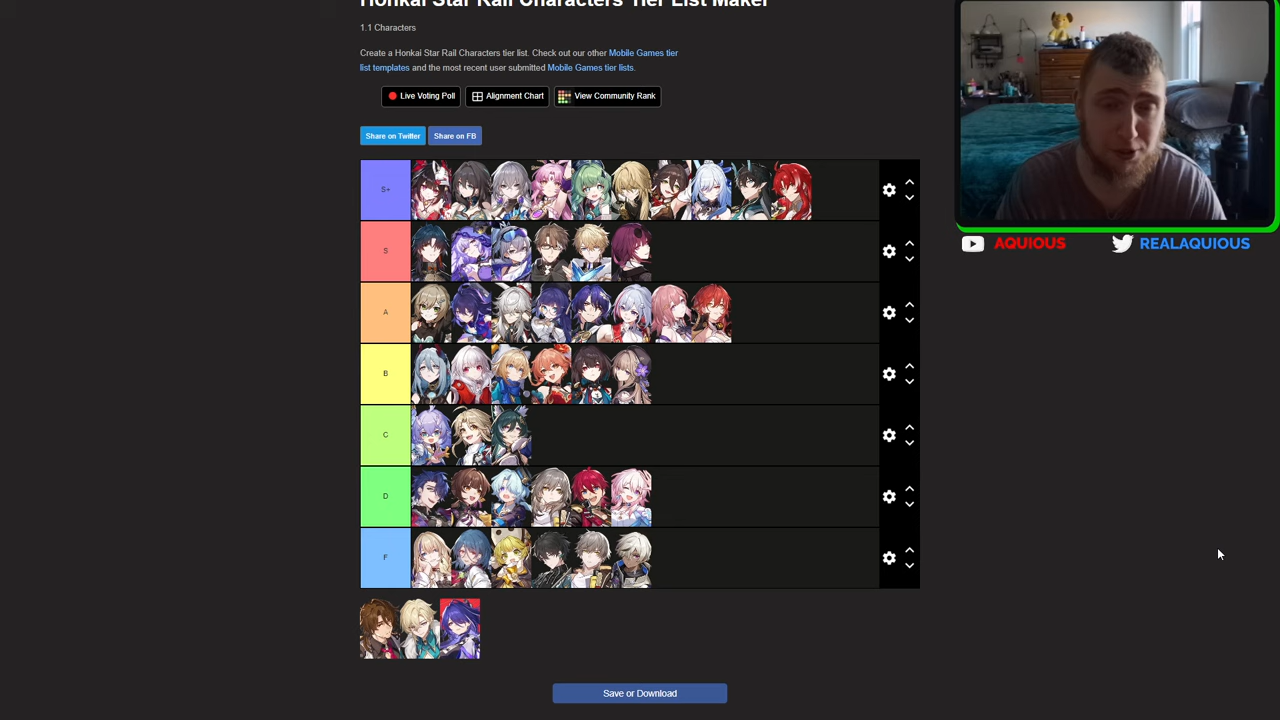 Honkai Star Rail Characters Tier List Maker
1.1 Characters
Create a Honkai Star Rail Characters tier list. Check out our other Mobile Games tier
list templates and the most recent user submitted Mobile Games tier lists.
Live Voting Poll
Alignment Chart
View Community Rank
Share on Twitter
Share on FB
S+
S
A
B
C
D
F
Save or Download
AQUIOUS
REALAQUIOUS